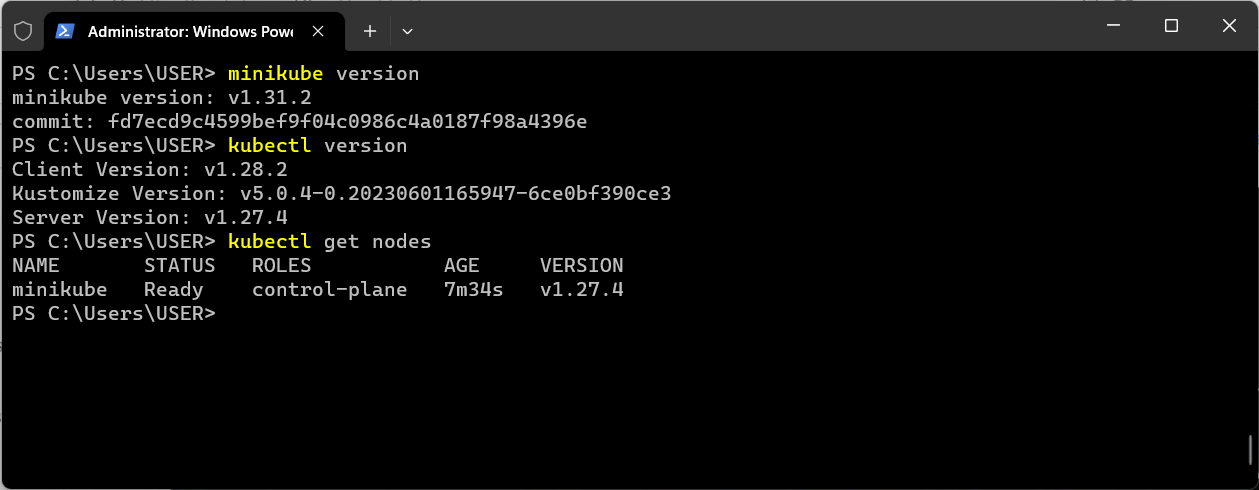 Administrator: Windows Powe
PS C:\Users\USER> minikube version
minikube version: v1.31.2
commit: fd7ecd9c4599bef9f04c0986c4a0187f98a4396e
PS C:\Users\USER> kubectl version
Client Version: v1.28.2
Kustomize Version: v5.0.4-0.20230601165947-6ce0bf390ce3
Server Version: v1.27.4
PS C:\Users\USER> kubectl get nodes
NAME       STATUS   ROLES           AGE     VERSION
minikube   Ready    control-plane   7m34s   v1.27.4
PS C:\Users\USER>